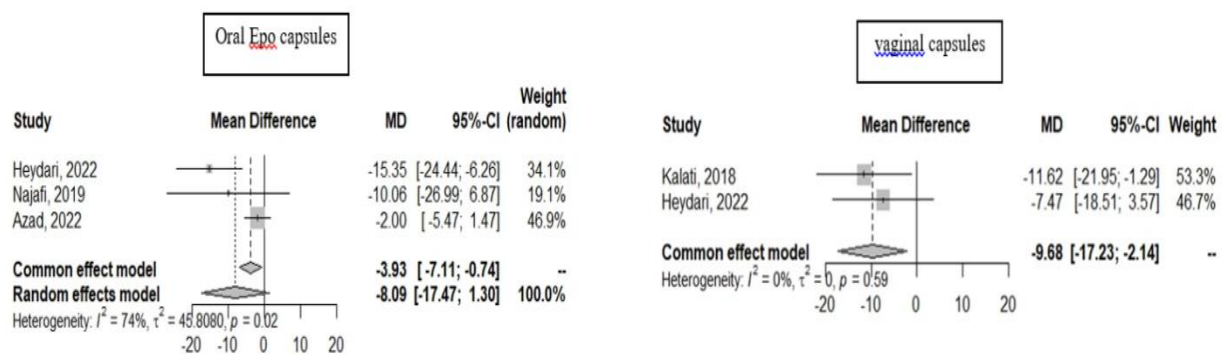 Oral Epo capsules
Study Mean Difference MD 95%-CI Weight (random)
Heydari, 2022 -15.35 [-24.44; -6.26] 34.1%
Najafi, 2019 -10.06 [-26.99; 6.87] 19.1%
Azad, 2022 -2.00 [-5.47; 1.47] 46.9%
Common effect model -3.93 [-7.11; -0.74] --
Random effects model -8.09 [-17.47; 1.30] 100.0%
Heterogeneity: I² = 74%, τ² = 45.8080, p = 0.02
-20 -10 0 10 20
vaginal capsules
Study Mean Difference MD 95%-CI Weight
Kalati, 2018 -11.62 [-21.95; -1.29] 53.3%
Heydari, 2022 -7.47 [-18.51; 3.57] 46.7%
Common effect model -9.68 [-17.23; -2.14] --
Heterogeneity: I² = 0%, τ² = 0, p = 0.59
-20 -10 0 10 20